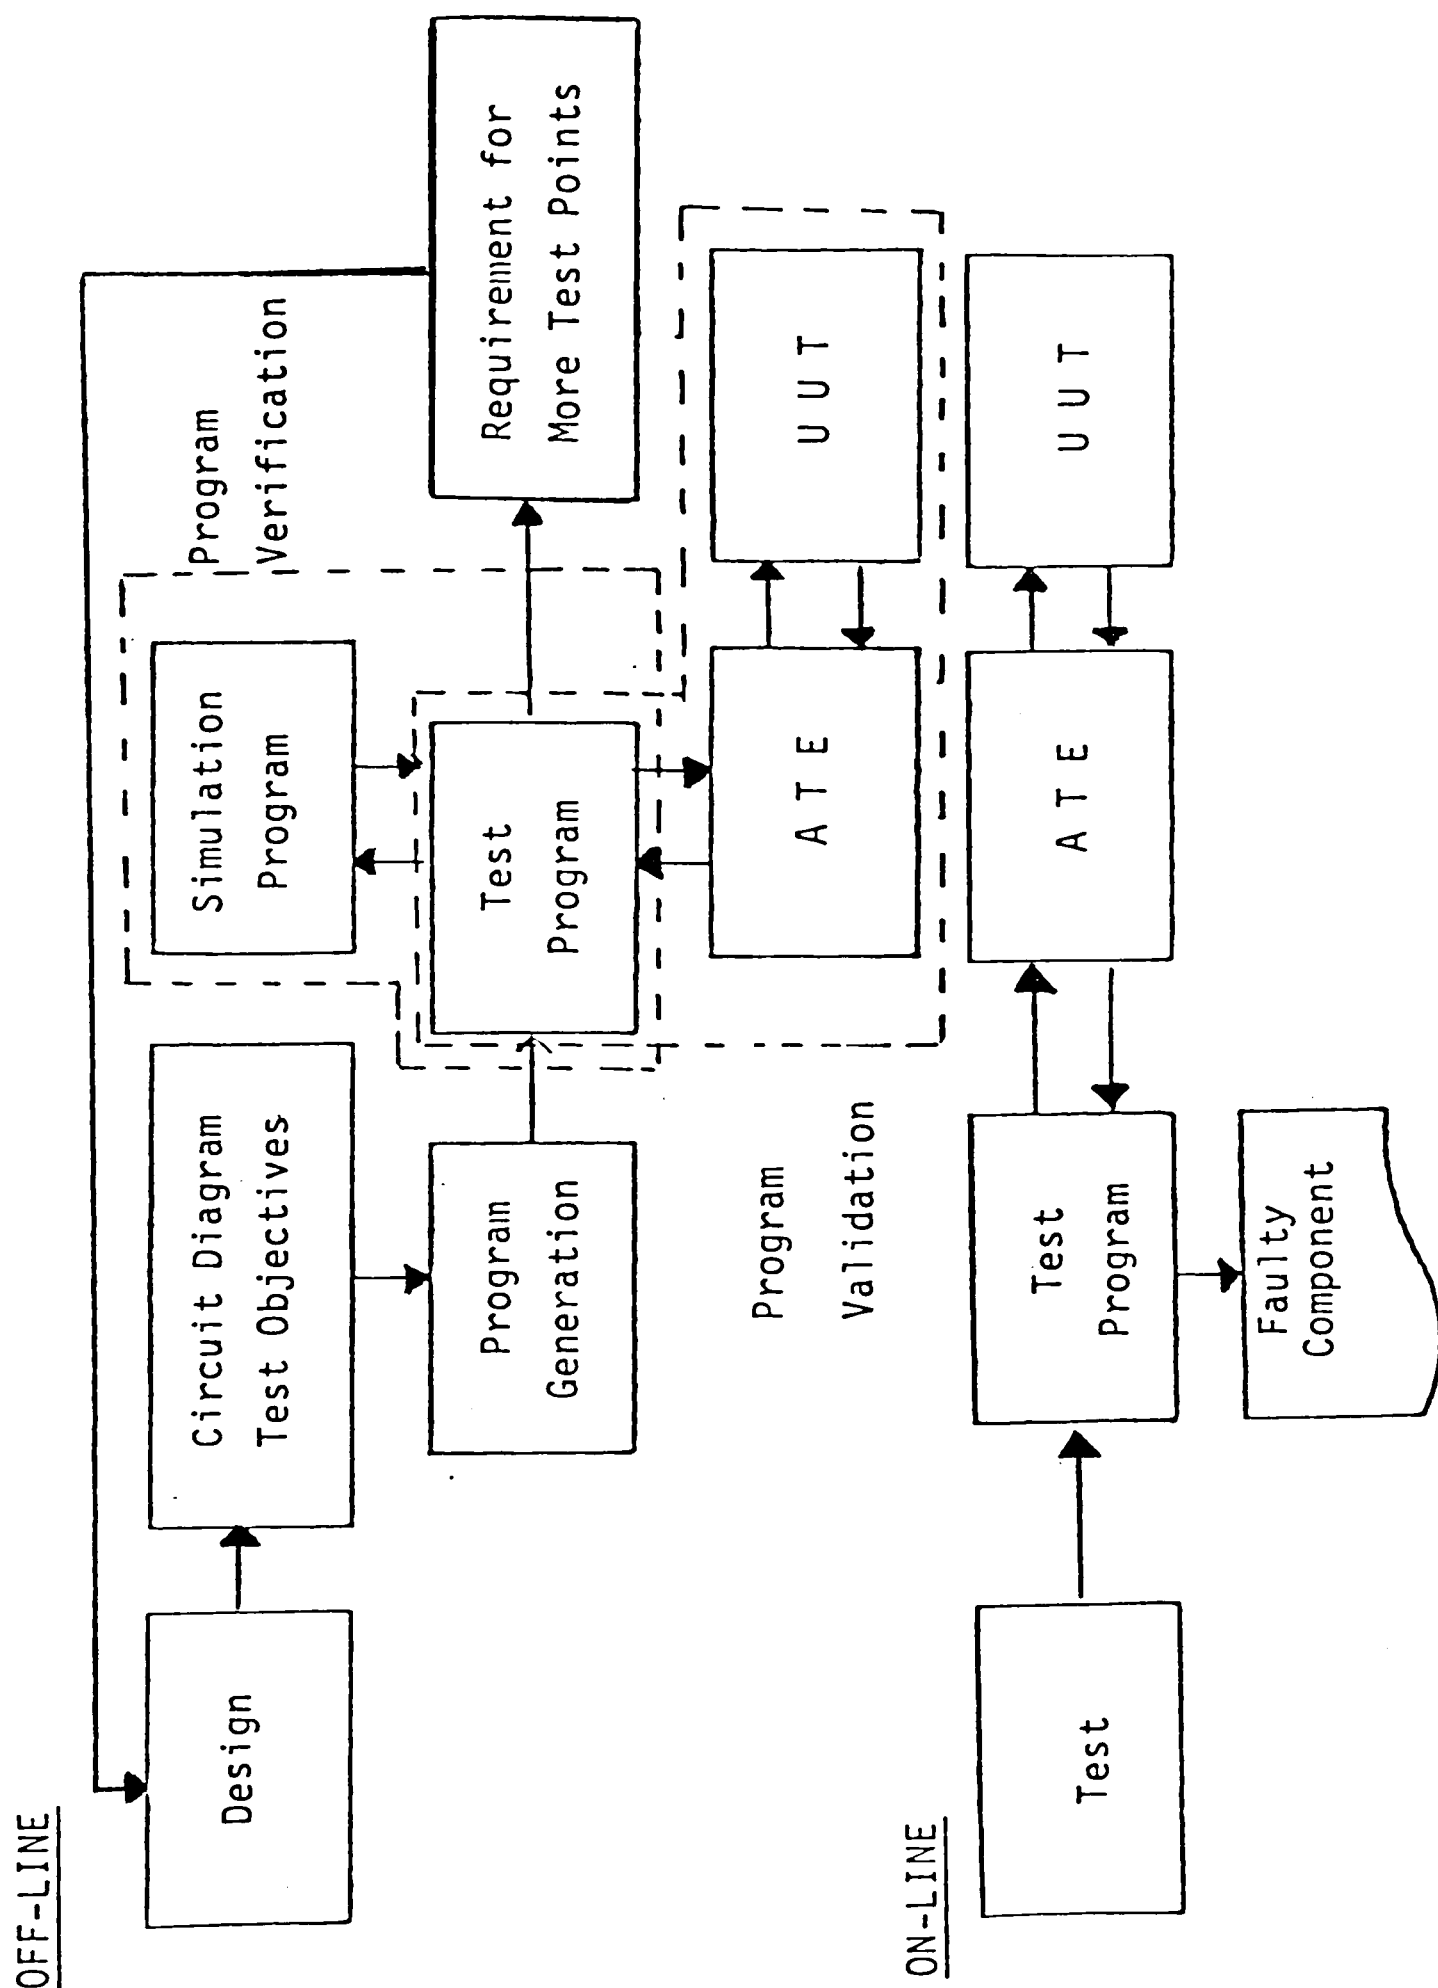 OFF-LINE
Design
Circuit Diagram
Test Objectives
Simulation
Program
Program
Verification
Program
Generation
Test
Program
Requirement for
More Test Points
Program
Validation
A T E
U U T
ON-LINE
Test
Test
Program
A T E
U U T
Faulty
Component